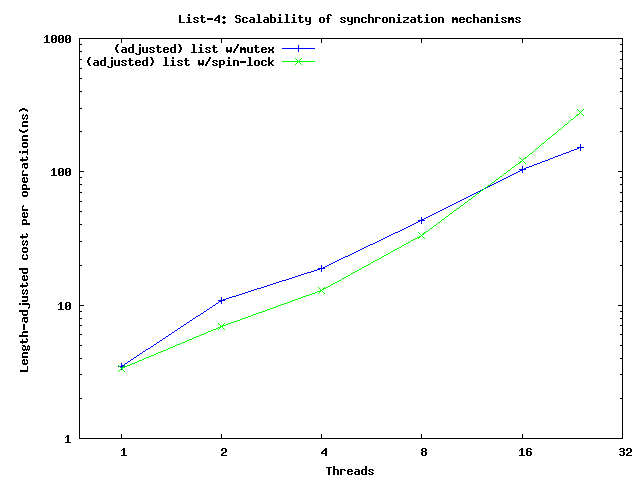 List-4: Scalability of synchronization mechanisms
1000
(adjusted) list w/mutex
(adjusted) list w/spin-lock
100
Length-adjusted cost per operation(ns)
10
1
1 2 4 8 16 32
Threads